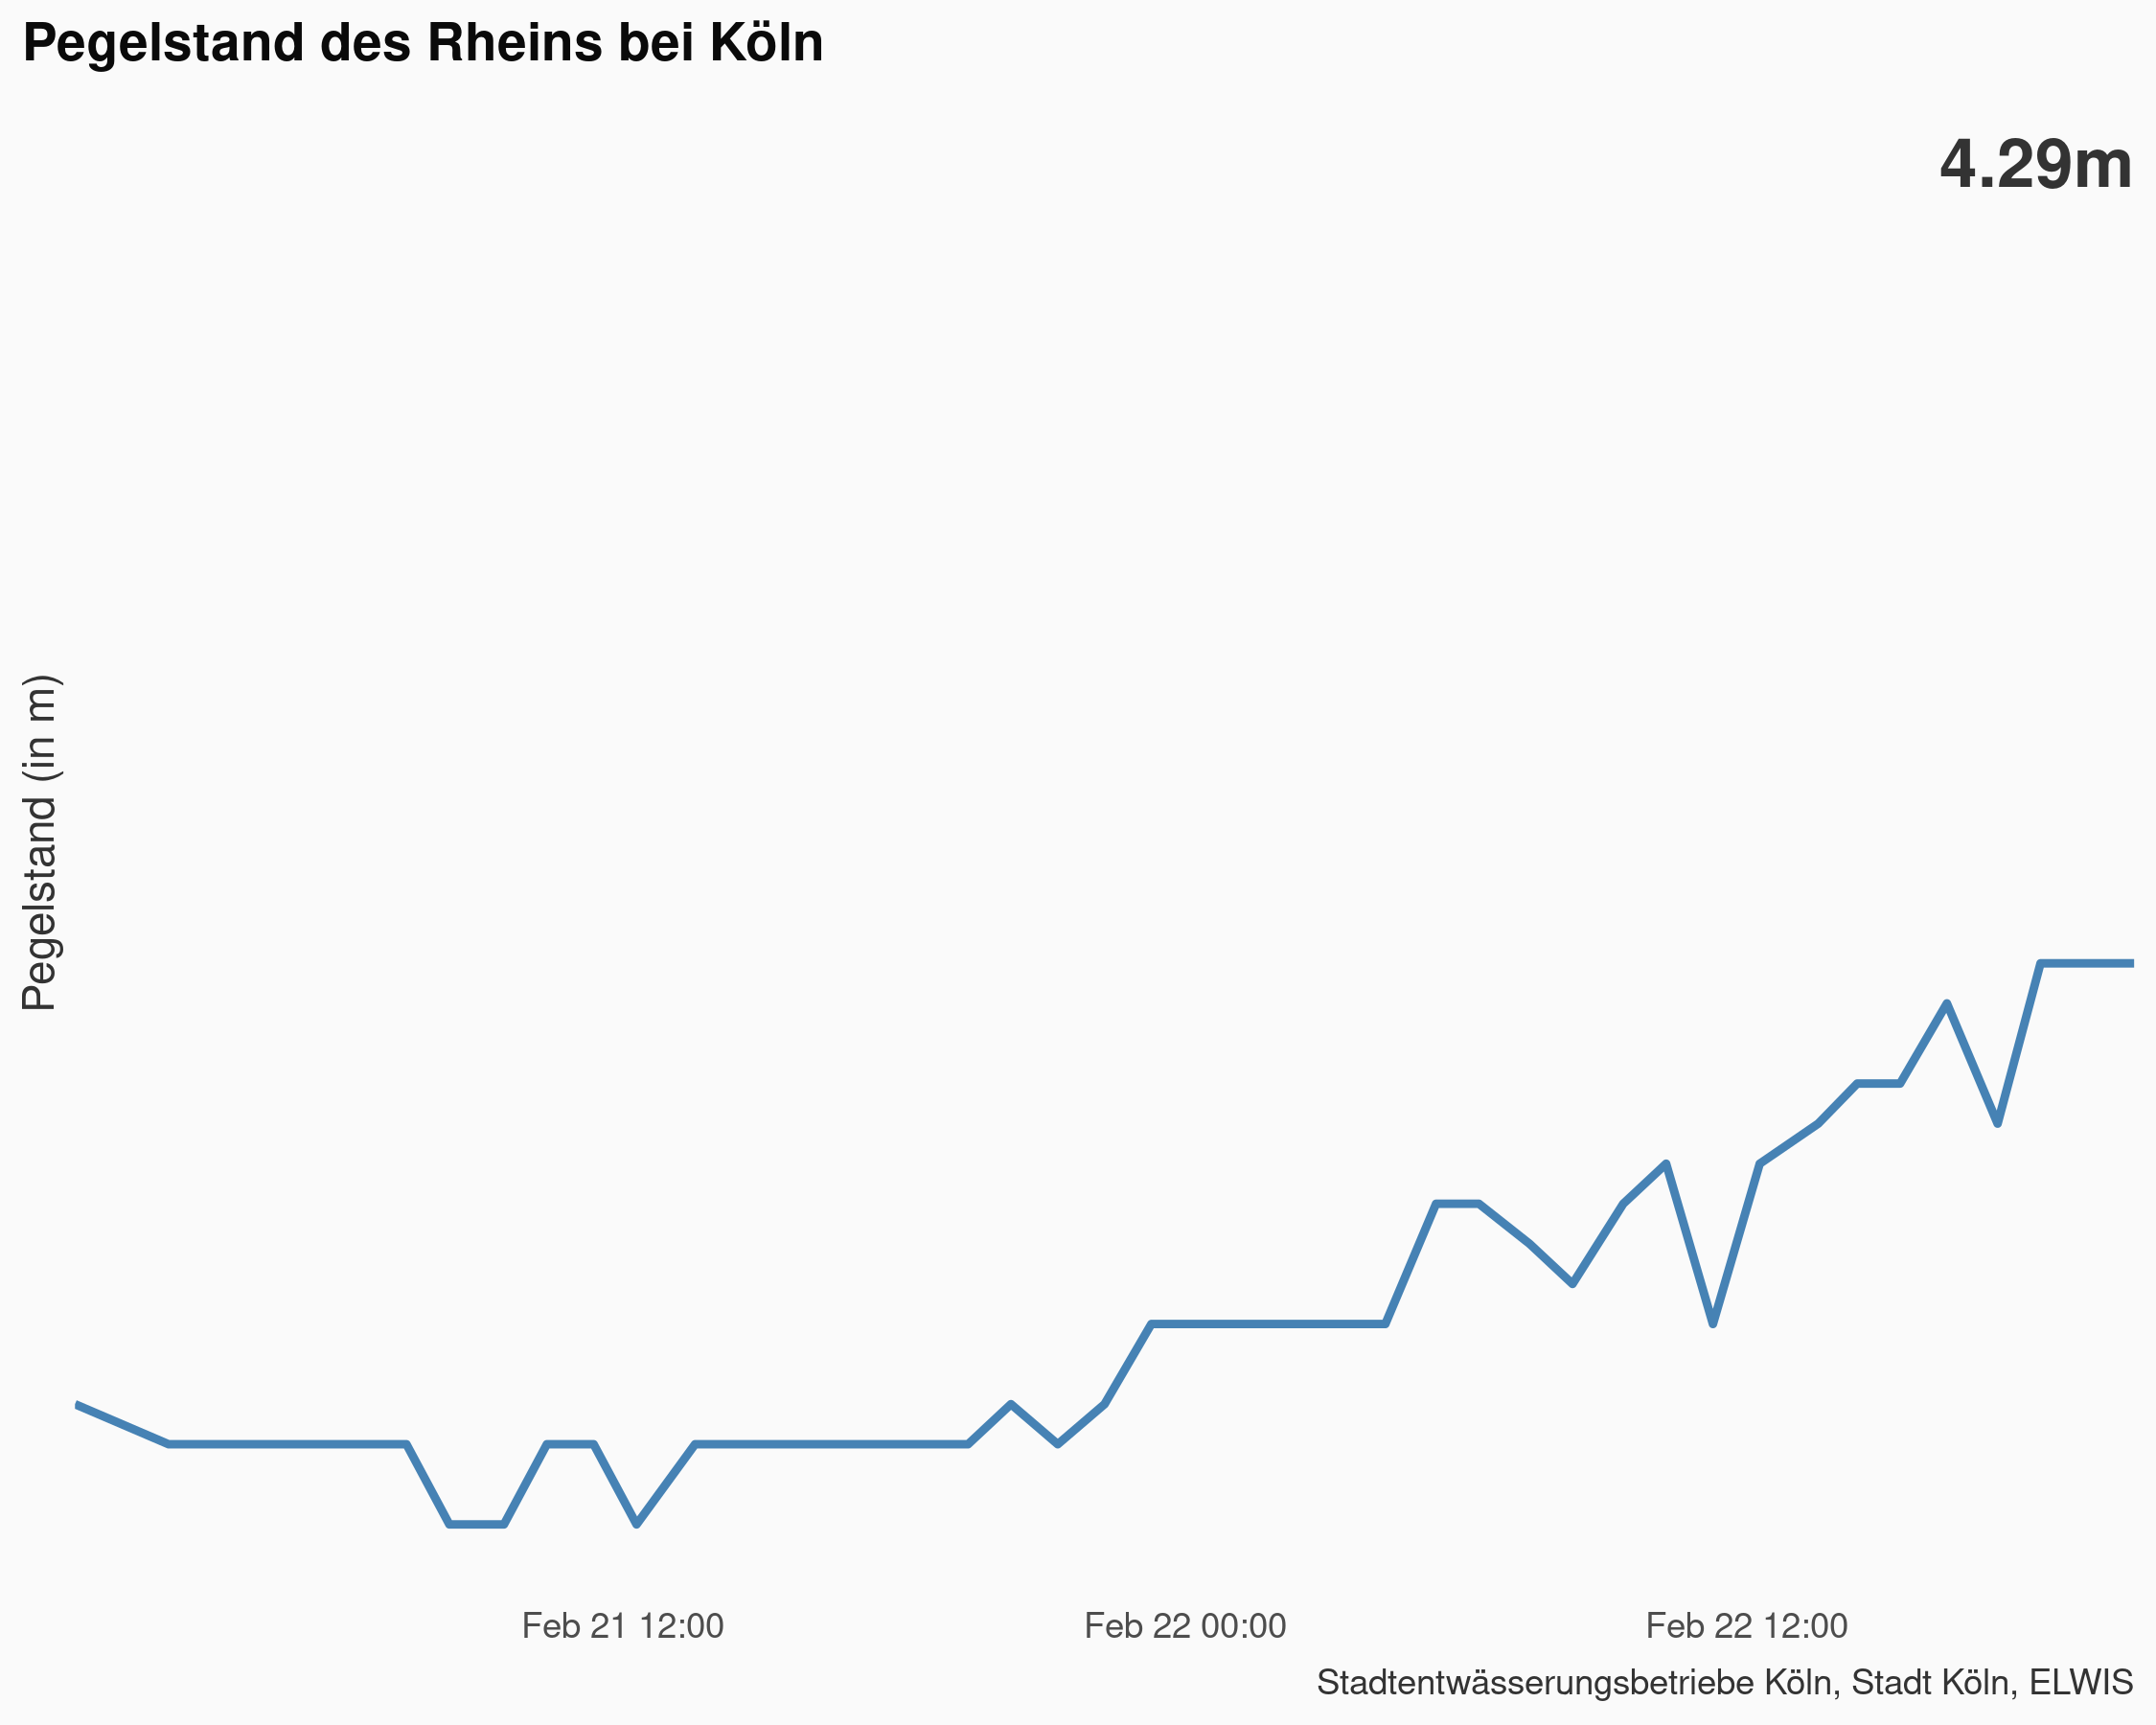 Pegelstand des Rheins bei Köln
4.29m
Pegelstand (in m)
Feb 21 12:00
Feb 22 00:00
Feb 22 12:00
Stadtentwässerungsbetriebe Köln, Stadt Köln, ELWIS